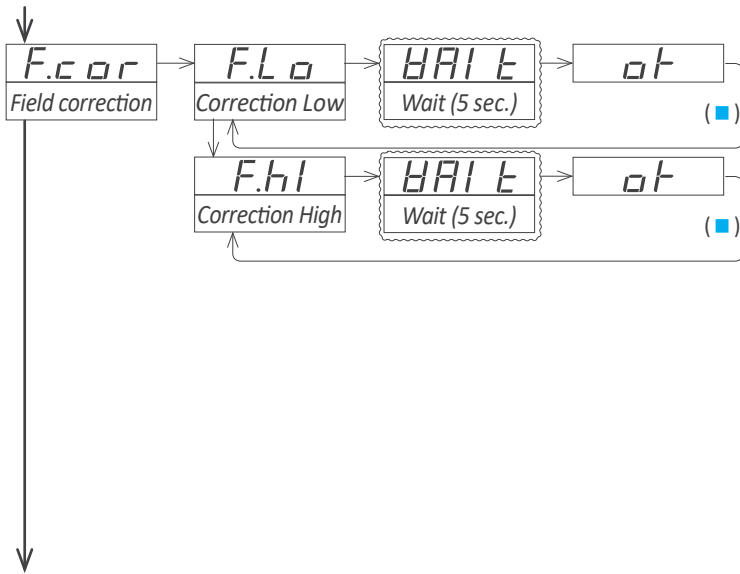 F.cor
Field correction
F.Lo
Correction Low
WAIt
Wait (5 sec.)
ok
( ■ )
F.hI
Correction High
WAIt
Wait (5 sec.)
ok
( ■ )